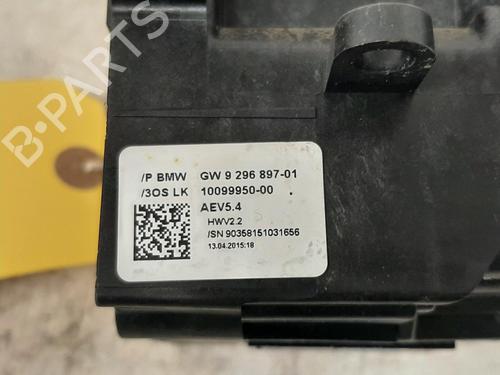 B-PARTS
/P BMW GW 9 296 897-01
/3OS LK 10099950-00
AEV5.4
HWV2.2
/SN 90358151031656
13.04.2015:18